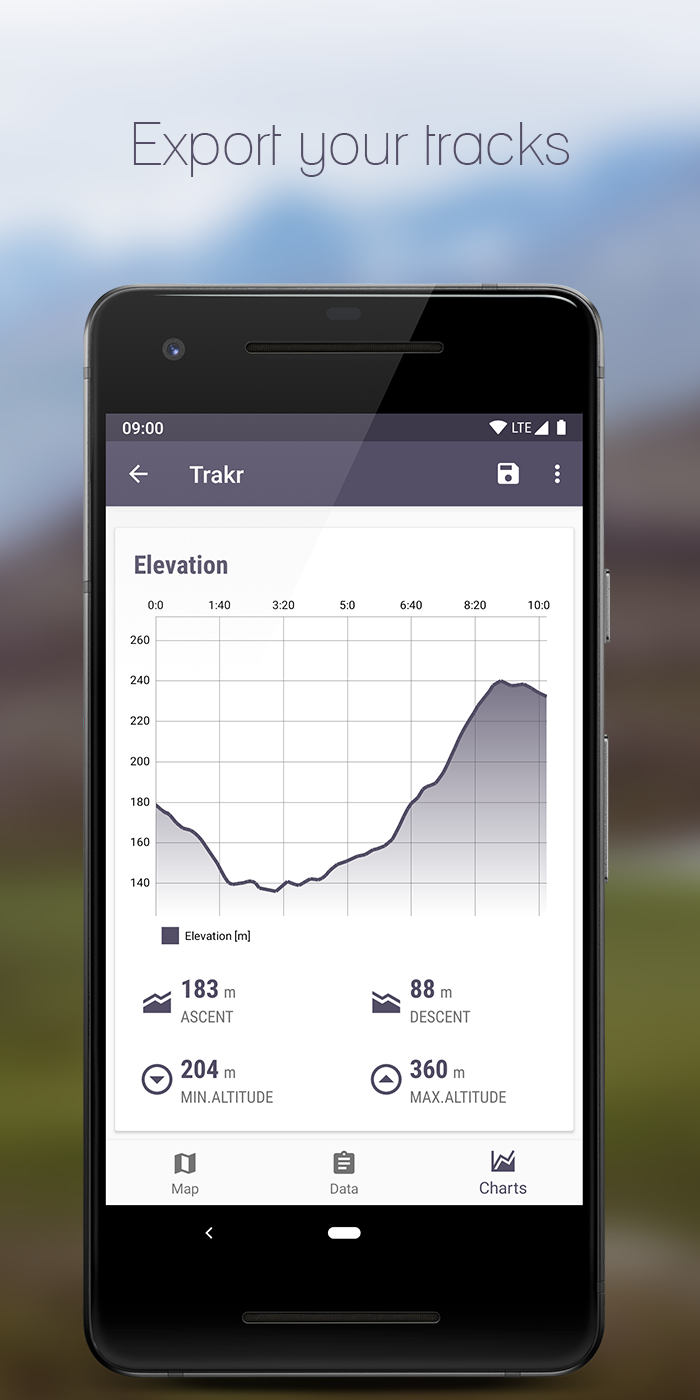 Export your tracks
09:00 LTE
Trakr
Elevation
0:0 1:40 3:20 5:0 6:40 8:20 10:0
260
240
220
200
180
160
140
Elevation [m]
183 m 88 m
ASCENT DESCENT
204 m 360 m
MIN.ALTITUDE MAX.ALTITUDE
Map Data Charts